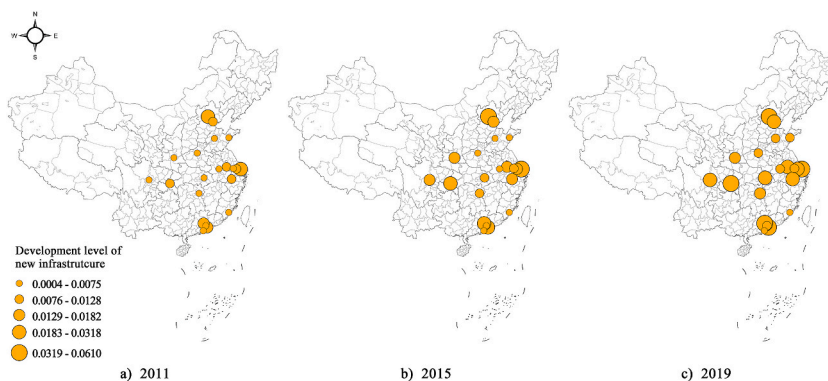 N
W E
S
Development level of
new infrastrutcure
0.0004 - 0.0075
0.0076 - 0.0128
0.0129 - 0.0182
0.0183 - 0.0318
0.0319 - 0.0610
a) 2011 b) 2015 c) 2019